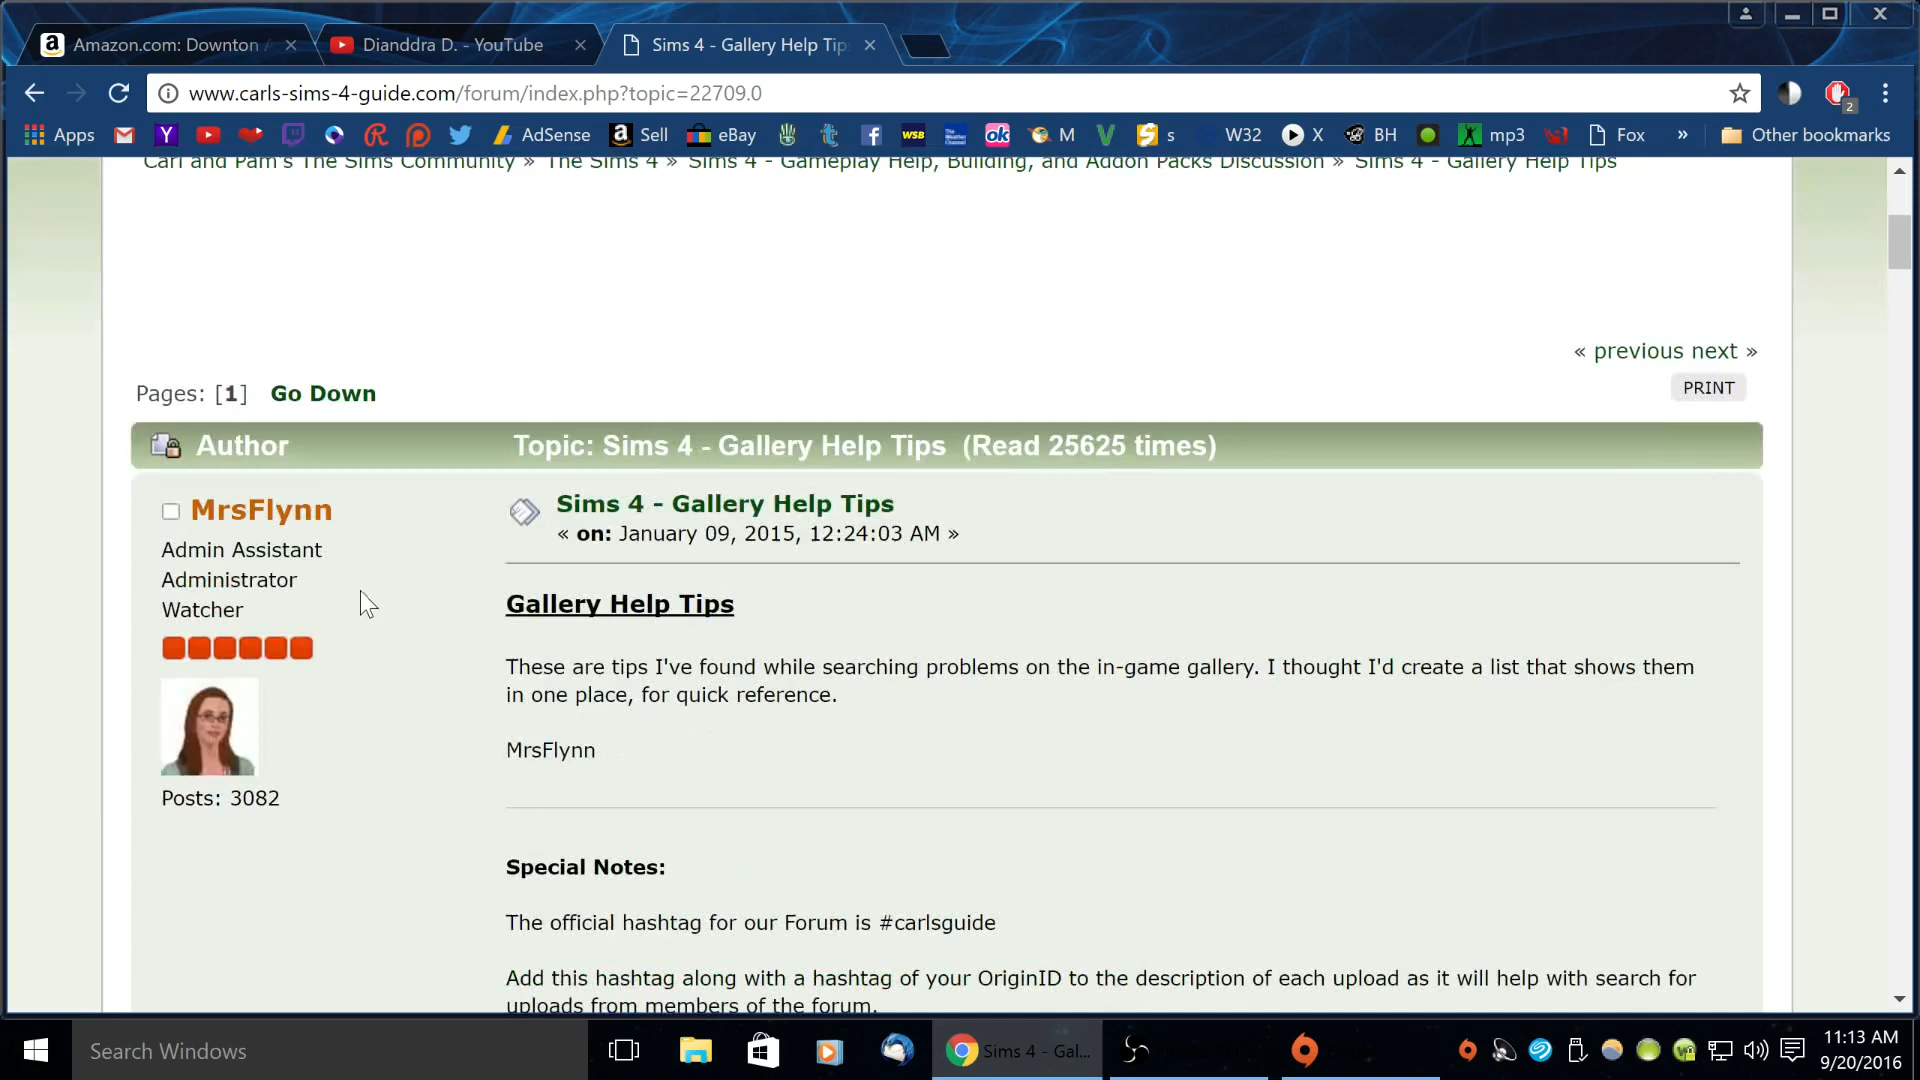 Amazon.com: Downton
Dianddra D. - YouTube
Sims 4 - Gallery Help Tip
www.carls-sims-4-guide.com/forum/index.php?topic=22709.0
2
Apps
AdSense
Sell
eBay
M
s
W32
X
BH
mp3
Fox
»
Other bookmarks
Carl and Pam's The Sims Community » The Sims 4 » Sims 4 - Gameplay Help, Building, and Addon Packs Discussion » Sims 4 - Gallery Help Tips
« previous next »
Pages: [1] Go Down
PRINT
Author
Topic: Sims 4 - Gallery Help Tips (Read 25625 times)
MrsFlynn
Admin Assistant
Administrator
Watcher
Posts: 3082
Sims 4 - Gallery Help Tips
« on: January 09, 2015, 12:24:03 AM »
Gallery Help Tips
These are tips I've found while searching problems on the in-game gallery. I thought I'd create a list that shows them
in one place, for quick reference.
MrsFlynn
Special Notes:
The official hashtag for our Forum is #carlsguide
Add this hashtag along with a hashtag of your OriginID to the description of each upload as it will help with search for
uploads from members of the forum.
Search Windows
Sims 4 - Gal...
11:13 AM
9/20/2016